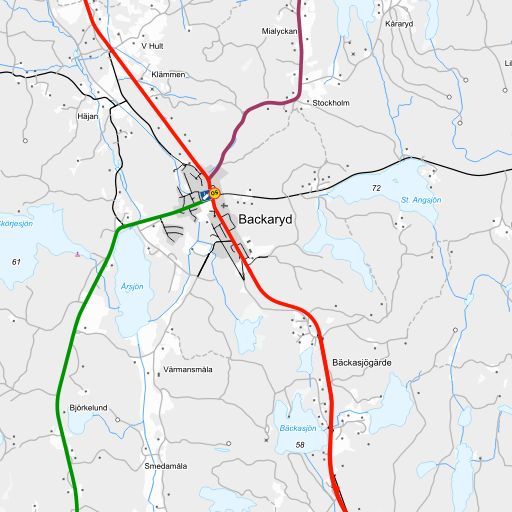 Mialyckan
Kåraryd
V Hult
Klämmen
Stockholm
Häjan
72
St. Angsjön
Backaryd
61
Årsjön
Bäckasjögärde
Värmansmåla
Björkelund
Bäckasjön
58
Smedamåla